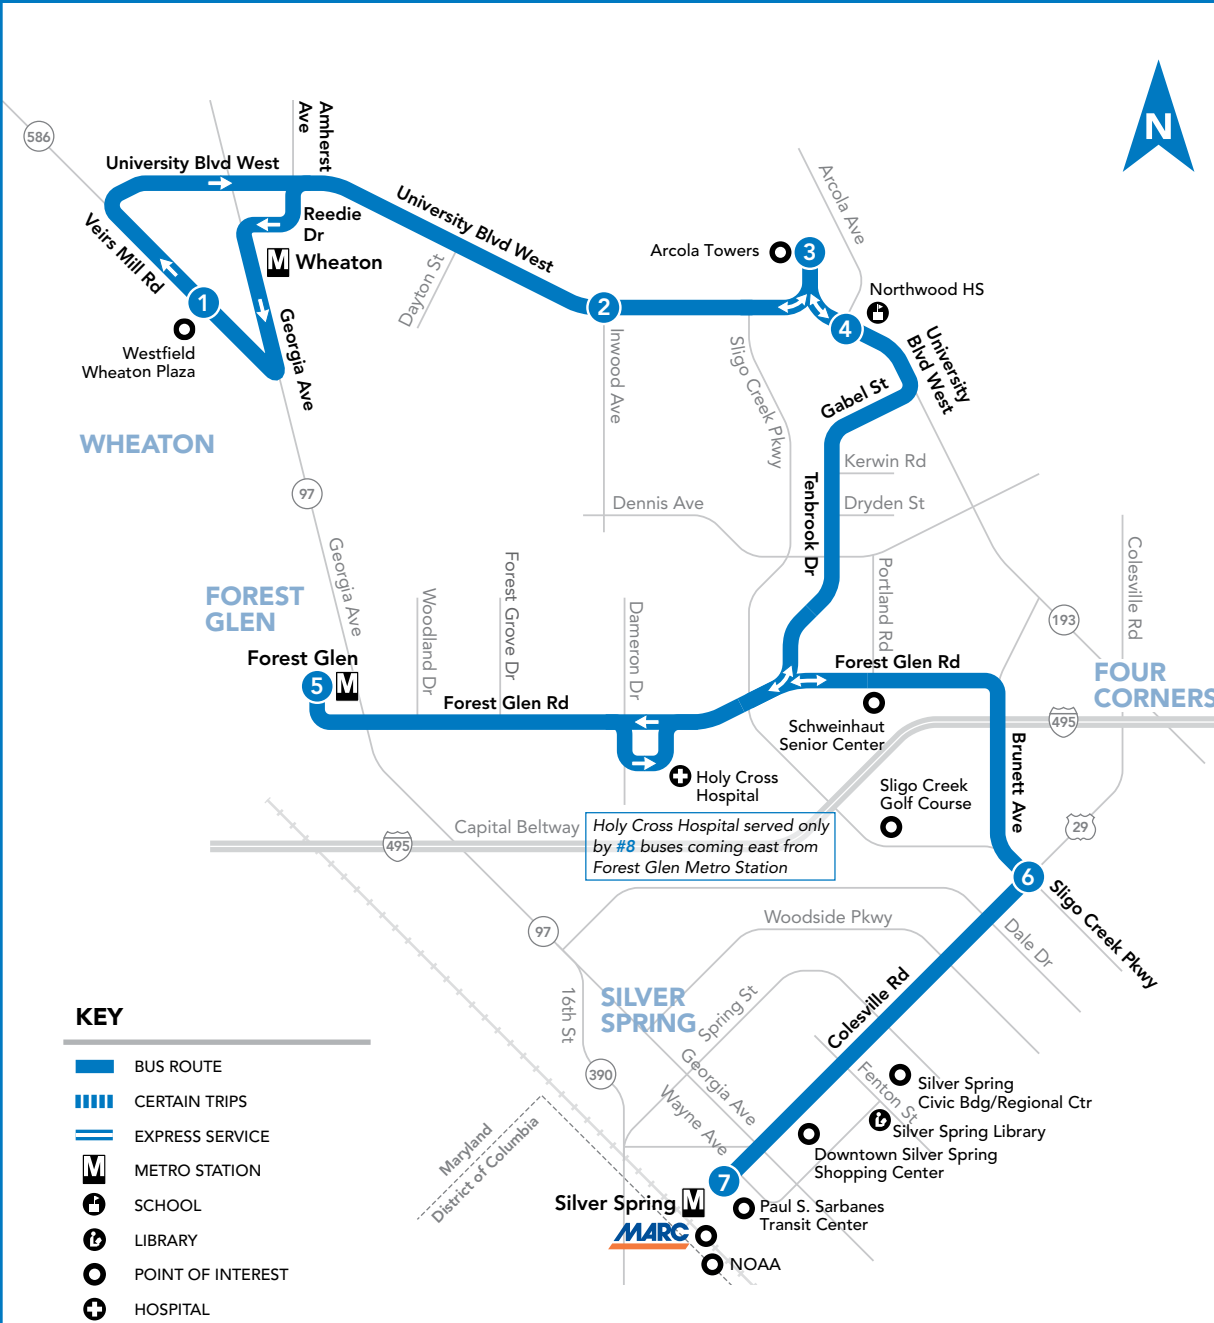 N
586
Amherst
Ave
University Blvd West
Reedie
Dr
Wheaton
Veirs Mill Rd
1
Westfield
Wheaton Plaza
Georgia Ave
University Blvd West
Dayton St
Arcola Ave
Arcola Towers
3
2
Northwood HS
4
Inwood Ave
Sligo Creek Pkwy
University
Blvd West
Gabel St
WHEATON
Kerwin Rd
97
Dennis Ave
Dryden St
Tenbrook Dr
Georgia Ave
Forest Grove Dr
Woodland Dr
Dameron Dr
Portland Rd
Colesville Rd
FOREST
GLEN
193
Forest Glen
5
Forest Glen Rd
Forest Glen Rd
FOUR
CORNERS
495
Schweinhaut
Senior Center
Brunett Ave
Holy Cross
Hospital
Sligo Creek
Golf Course
Capital Beltway
495
29
Holy Cross Hospital served only
by #8 buses coming east from
Forest Glen Metro Station
6
Sligo Creek Pkwy
Woodside Pkwy
Dale Dr
97
16th St
SILVER
SPRING
Spring St
Colesville Rd
KEY
Georgia Ave
Wayne Ave
390
Fenton St
Silver Spring
Civic Bdg/Regional Ctr
Silver Spring Library
Downtown Silver Spring
Shopping Center
Maryland
District of Columbia
7
Silver Spring
Paul S. Sarbanes
Transit Center
MARC
NOAA
BUS ROUTE
CERTAIN TRIPS
EXPRESS SERVICE
M
METRO STATION
SCHOOL
LIBRARY
POINT OF INTEREST
HOSPITAL